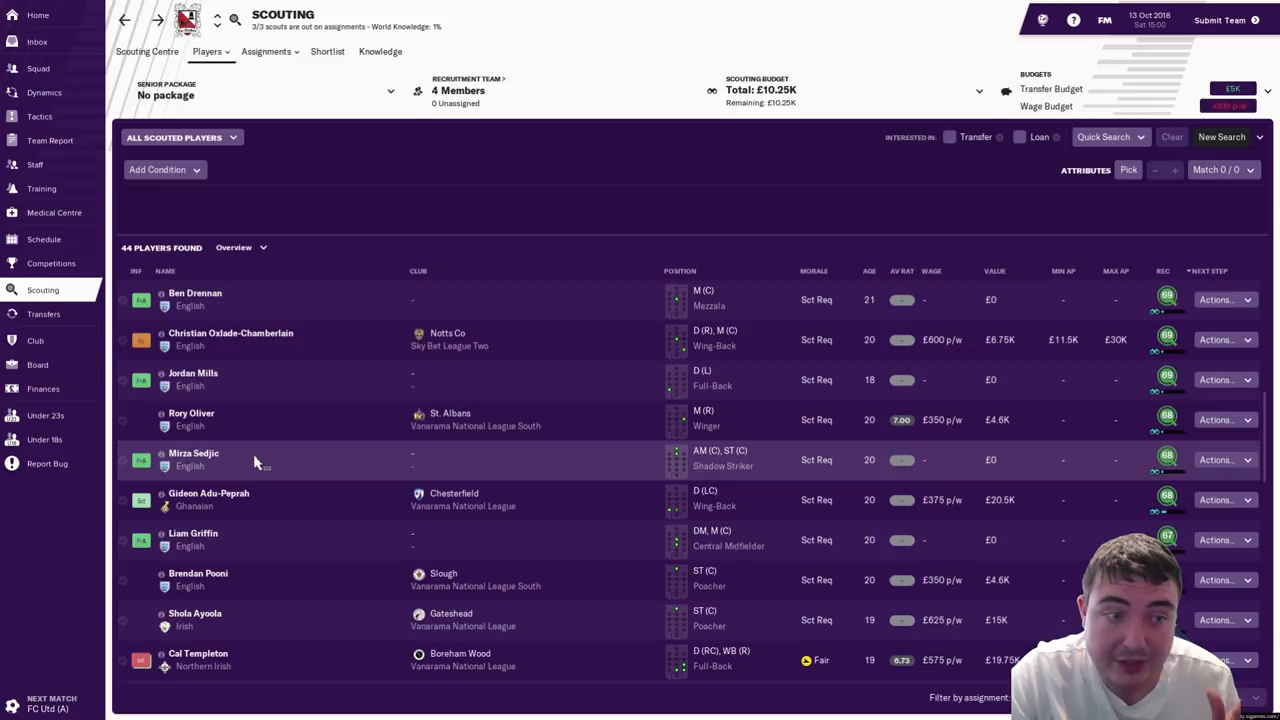 Home
Inbox
Squad
Dynamics
Tactics
Team Report
Staff
Training
Medical Centre
Schedule
Competitions
Scouting
Transfers
Club
Board
Finances
Under 23s
Under 18s
Report Bug
NEXT MATCH
FC Utd (A)
SCOUTING
3/3 scouts are out on assignments - World Knowledge: 1%
FM
13 Oct 2018
Sat 15:00
Submit Team
Scouting Centre Players Assignments Shortlist Knowledge
SENIOR PACKAGE
No package
RECRUITMENT TEAM >
4 Members
0 Unassigned
SCOUTING BUDGET
Total: £10.25K
Remaining: £10.25K
BUDGETS
Transfer Budget £5K
Wage Budget
ALL SCOUTED PLAYERS
INTERESTED IN: Transfer Loan Quick Search Clear New Search
Add Condition
ATTRIBUTES Pick - + Match 0 / 0
44 PLAYERS FOUND Overview
INF NAME CLUB POSITION MORALE AGE AV RAT WAGE VALUE MIN AP MAX AP REC NEXT STEP
FrA Ben Drennan - M (C) Sct Req 21 - - £0 - - 69 Actions...
English Mezzala
Christian Oxlade-Chamberlain Notts Co D (R), M (C) Sct Req 20 - £600 p/w £6.75K £11.5K £30K 69 Actions...
English Sky Bet League Two Wing-Back
FrA Jordan Mills - D (L) Sct Req 18 - - £0 - - 69 Actions...
English - Full-Back
Rory Oliver St. Albans M (R) Sct Req 20 7.00 £350 p/w £4.6K - - 68 Actions...
English Vanarama National League South Winger
FrA Mirza Sedjic - AM (C), ST (C) Sct Req 20 - - £0 - - 68 Actions...
English - Shadow Striker
Sct Gideon Adu-Peprah Chesterfield D (LC) Sct Req 20 - £375 p/w £20.5K - - 68 Actions...
Ghanaian Vanarama National League Wing-Back
FrA Liam Griffin - DM, M (C) Sct Req 20 - - £0 - - 67 Actions...
English - Central Midfielder
Brendan Pooni Slough ST (C) Sct Req 20 - £350 p/w £4.6K - - Actions...
English Vanarama National League South Poacher
Shola Ayoola Gateshead ST (C) Sct Req 19 - £625 p/w £15K - Actions...
Irish Vanarama National League Poacher
Cal Templeton Boreham Wood D (RC), WB (R) Fair 19 6.73 £575 p/w £19.75K
Northern Irish Vanarama National League Full-Back
Filter by assignment: